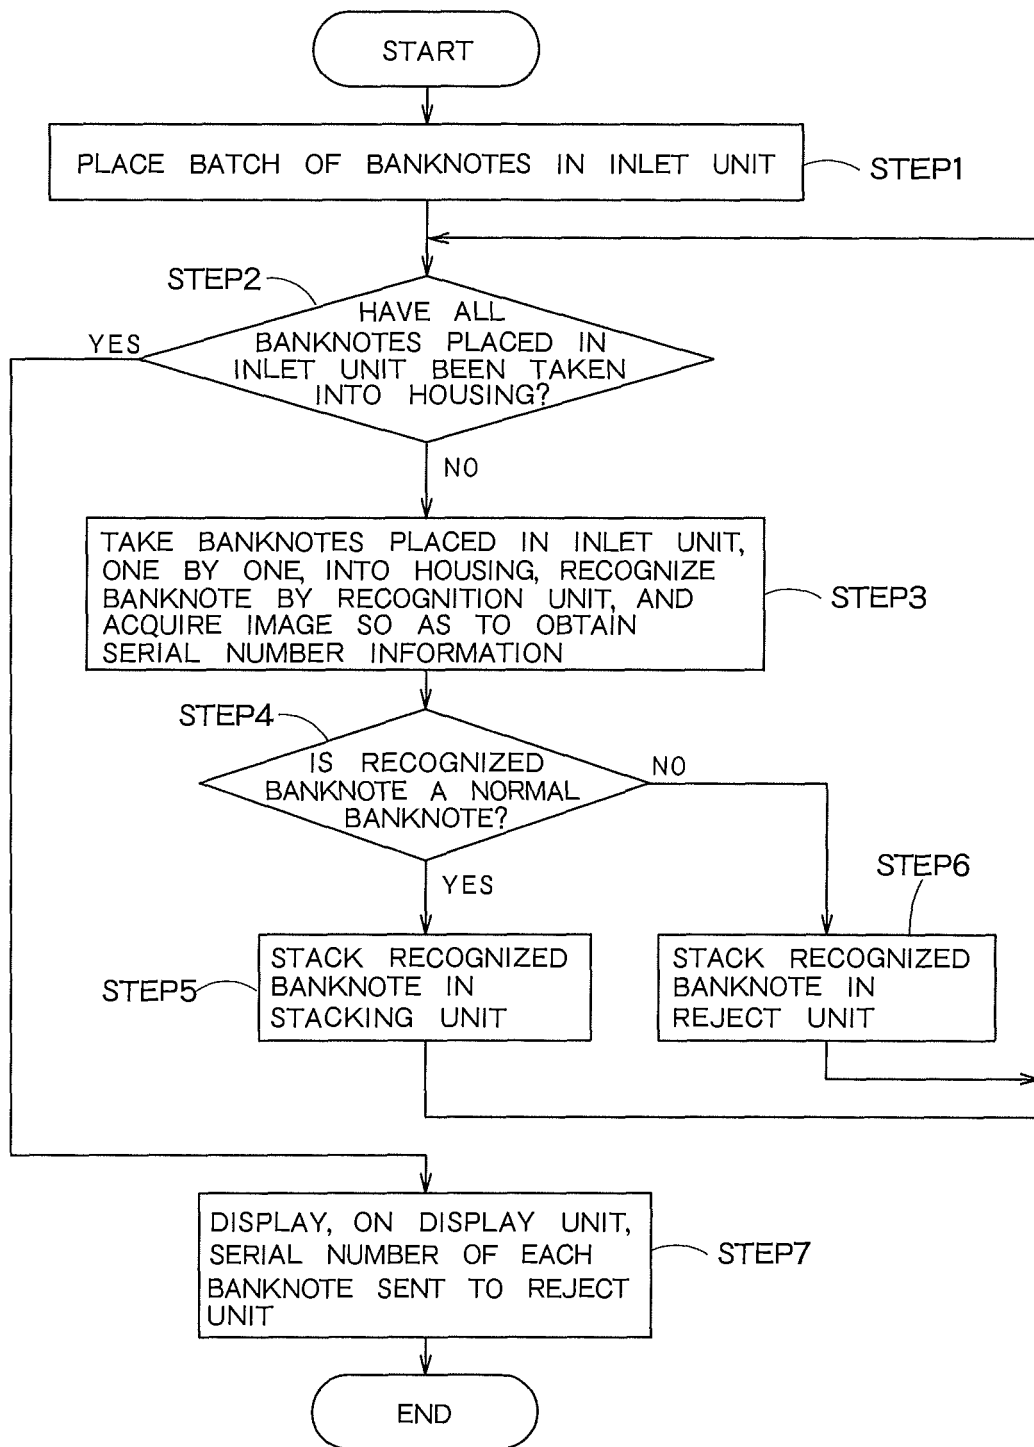 START
PLACE BATCH OF BANKNOTES IN INLET UNIT
STEP1
STEP2
HAVE ALL
BANKNOTES PLACED IN
INLET UNIT BEEN TAKEN
INTO HOUSING?
YES
NO
TAKE BANKNOTES PLACED IN INLET UNIT,
ONE BY ONE, INTO HOUSING, RECOGNIZE
BANKNOTE BY RECOGNITION UNIT, AND
ACQUIRE IMAGE SO AS TO OBTAIN
SERIAL NUMBER INFORMATION
STEP3
STEP4
IS RECOGNIZED
BANKNOTE A NORMAL
BANKNOTE?
NO
YES
STEP6
STACK RECOGNIZED
BANKNOTE IN
STACKING UNIT
STEP5
STACK RECOGNIZED
BANKNOTE IN
REJECT UNIT
DISPLAY, ON DISPLAY UNIT,
SERIAL NUMBER OF EACH
BANKNOTE SENT TO REJECT
UNIT
STEP7
END